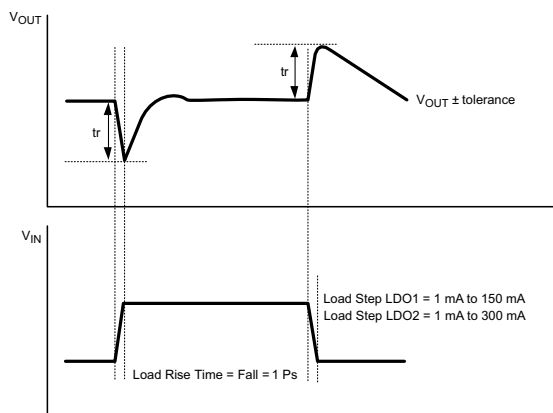 VOUT
tr
tr
VOUT ± tolerance
VIN
Load Step LDO1 = 1 mA to 150 mA
Load Step LDO2 = 1 mA to 300 mA
Load Rise Time = Fall = 1 Ps